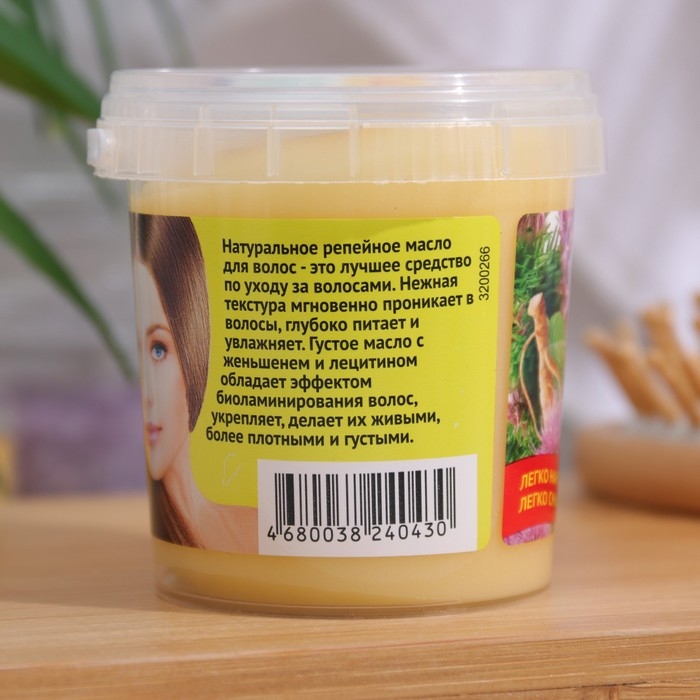 Натуральное репейное масло
для волос - это лучшее средство
по уходу за волосами. Нежная
текстура мгновенно проникает в
волосы, глубоко питает и
увлажняет. Густое масло с
женьшенем и лецитином
обладает эффектом
биоламинирования волос,
укрепляет, делает их живыми,
более плотными и густыми.
3200266
4 680038 240430
ЛЕГКО
ЛЕГКО